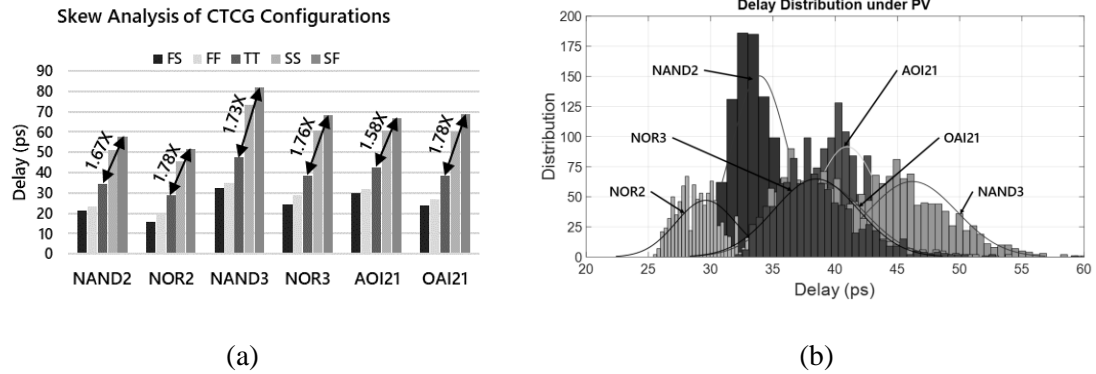 Skew Analysis of CTCG Configurations
FS FF TT SS SF
Delay (ps)
90
80
70
60
50
40
30
20
10
0
1.67X
1.78X
1.73X
1.76X
1.58X
1.78X
NAND2 NOR2 NAND3 NOR3 AOI21 OAI21
(a)
Delay Distribution under PV
Distribution
200
175
150
125
100
75
50
25
0
NAND2
AOI21
NOR3
OAI21
NOR2
NAND3
20 25 30 35 40 45 50 55 60
Delay (ps)
(b)